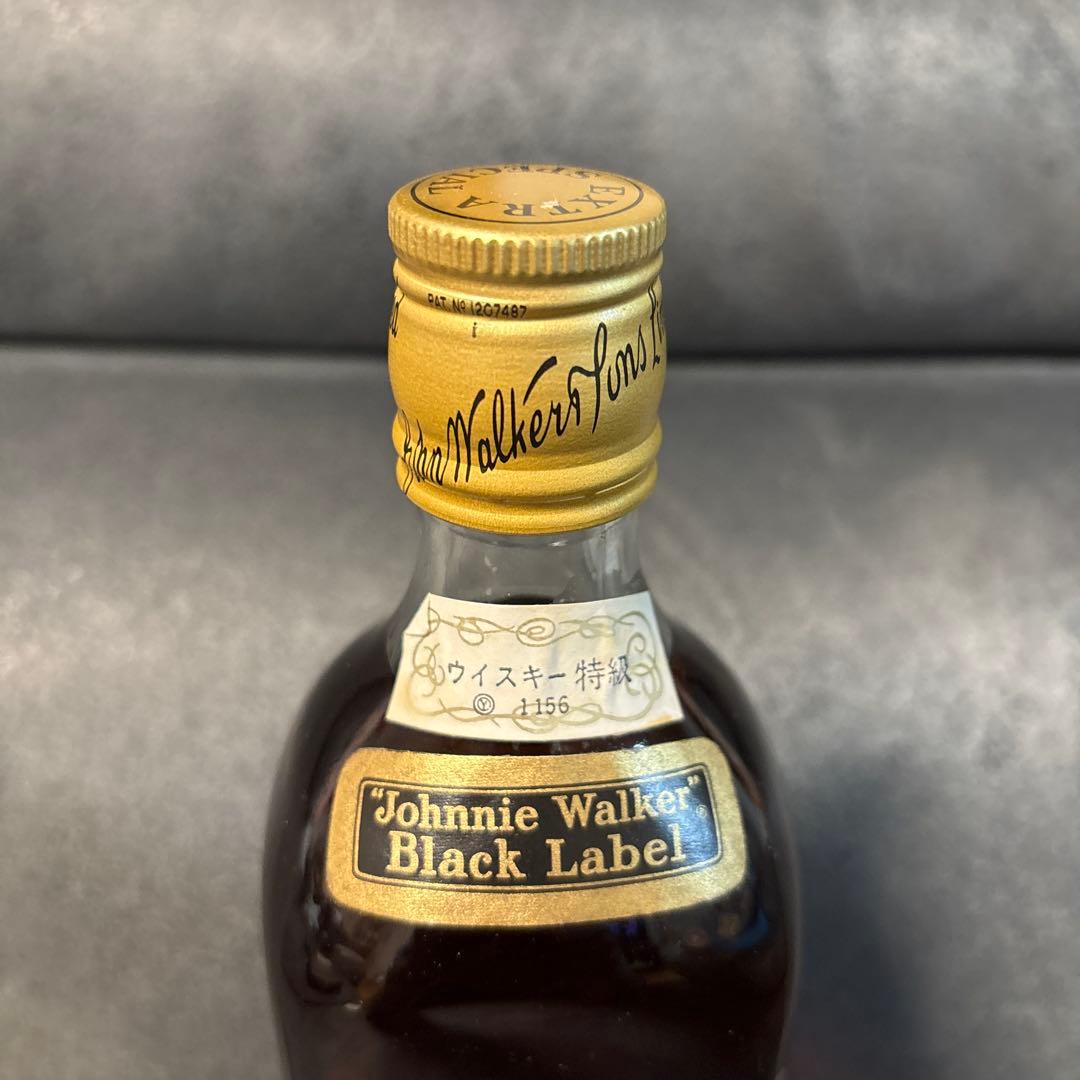 EXTRA
SPECIAL
PAT. Nº 1207487
i
John Walker & Sons
ウイスキー特級
Ⓨ 1156
"Johnnie Walker"®
Black Label